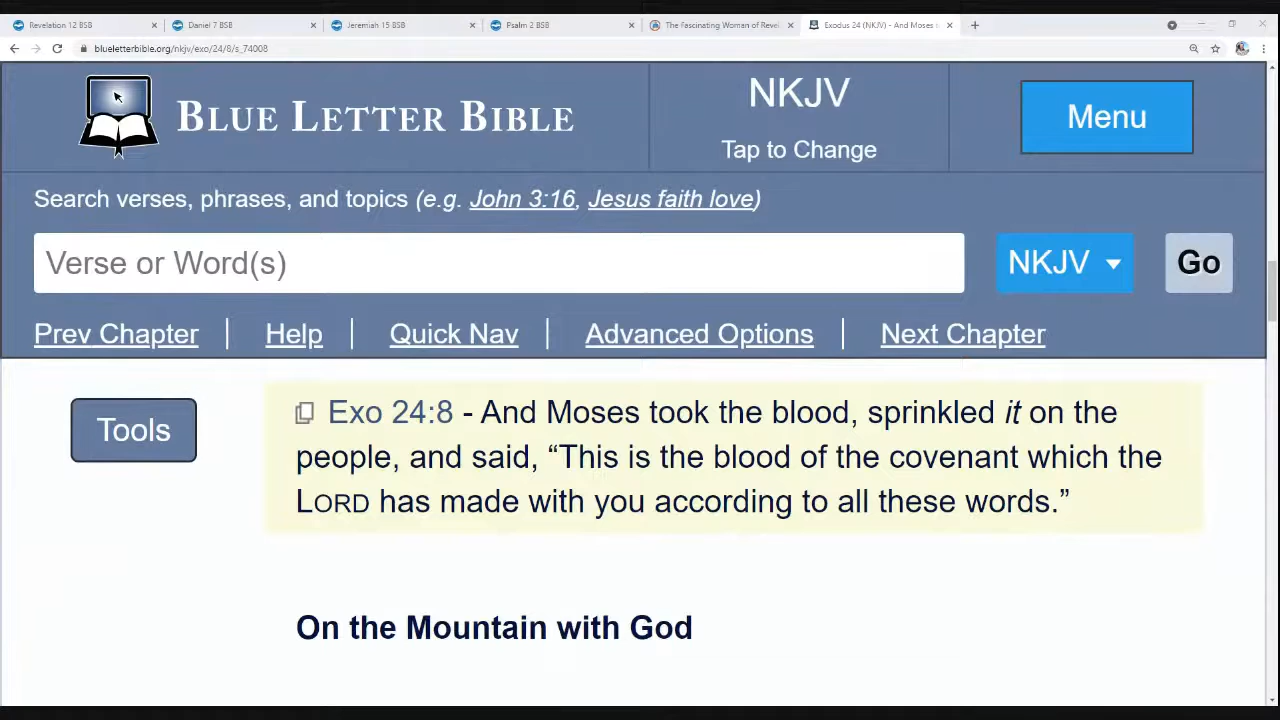 Revelation 12 BSB
Daniel 7 BSB
Jeremiah 15 BSB
Psalm 2 BSB
The Fascinating Woman of Revel
Exodus 24 (NKJV) - And Moses t
blueletterbible.org/nkjv/exo/24/8/s_74008
BLUE LETTER BIBLE
NKJV
Tap to Change
Menu
Search verses, phrases, and topics (e.g. John 3:16, Jesus faith love)
Verse or Word(s)
NKJV
Go
Prev Chapter | Help | Quick Nav | Advanced Options | Next Chapter
Tools
Exo 24:8 - And Moses took the blood, sprinkled it on the
people, and said, “This is the blood of the covenant which the
LORD has made with you according to all these words.”
On the Mountain with God